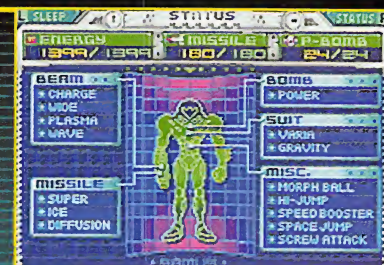 L SLEEP
STATUS
STATUS
ENERGY
1399/1399
MISSILE
180/180
P-BOMB
24/24
BEAM
CHARGE
WIDE
PLASMA
WAVE
MISSILE
SUPER
ICE
DIFFUSION
BOMB
POWER
SUIT
VARIA
GRAVITY
MISC.
MORPH BALL
HI-JUMP
SPEED BOOSTER
SPACE JUMP
SCREW ATTACK